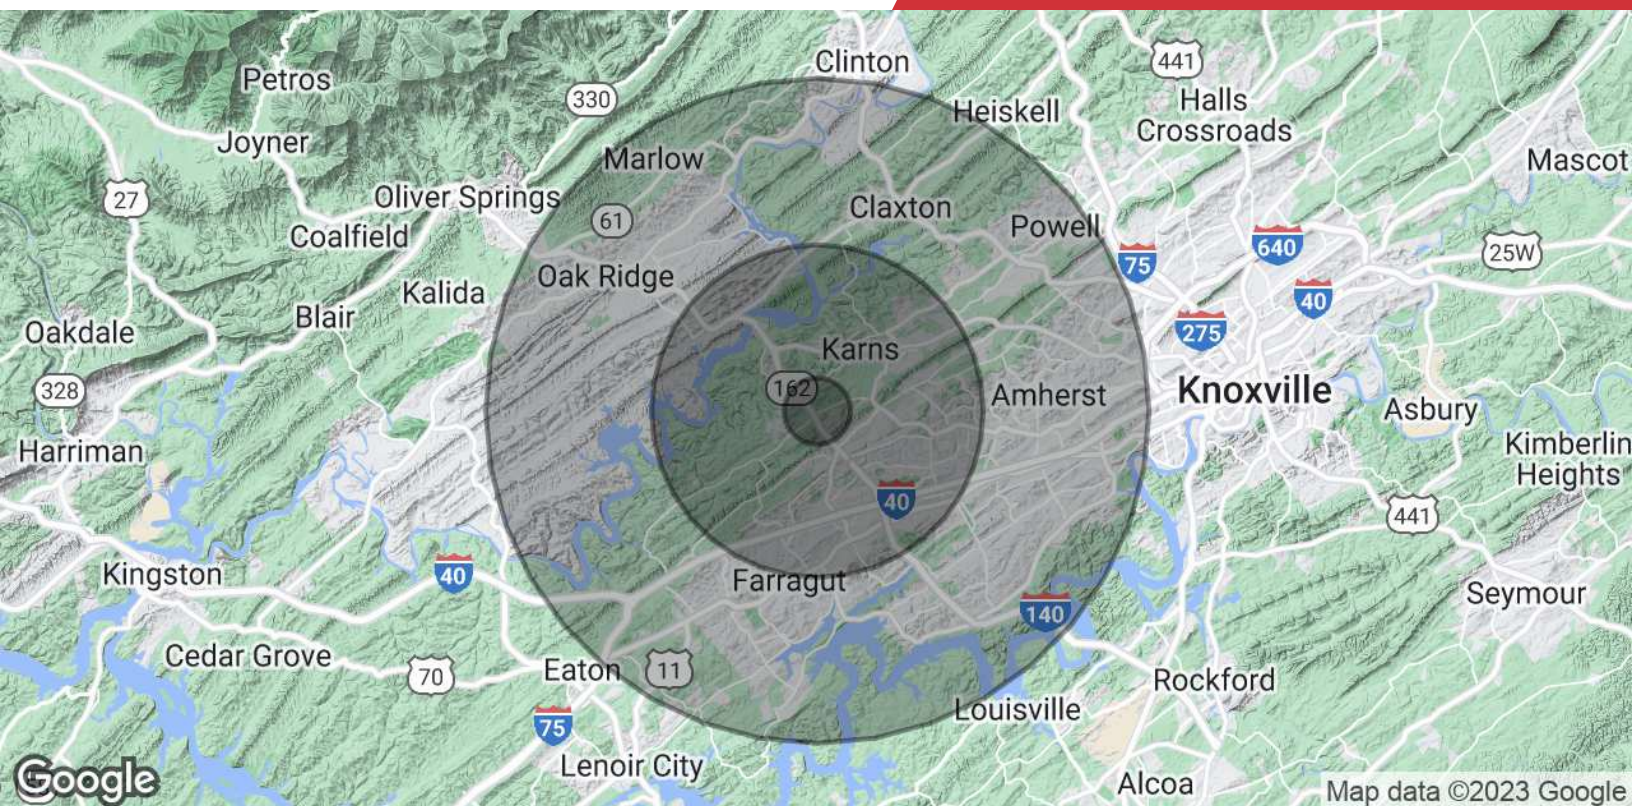 Clinton
441
Petros
330
Halls
Crossroads
Heiskell
Joyner
Marlow
Mascot
27
Oliver Springs
61
Claxton
Powell
Coalfield
640
25W
75
Oak Ridge
Kalida
40
Blair
Oakdale
275
Karns
328
162
Amherst
Knoxville
Asbury
Harriman
Kimberlin
Heights
40
441
Kingston
40
Farragut
Seymour
140
Cedar Grove
70
Eaton
11
Rockford
Louisville
75
Lenoir City
Google
Alcoa
Map data ©2023 Google